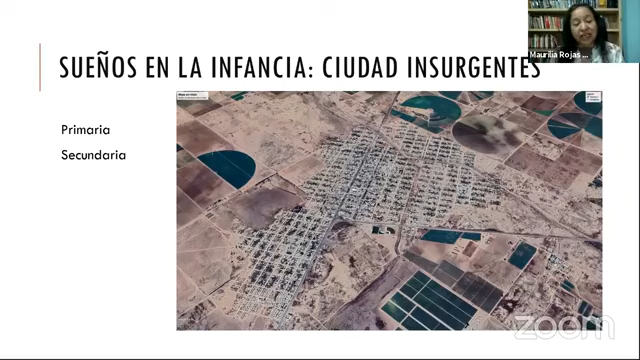 Maurilia Rojas ...
SUEÑOS EN LA INFANCIA: CIUDAD INSURGENTES
Primaria
Secundaria
zoom